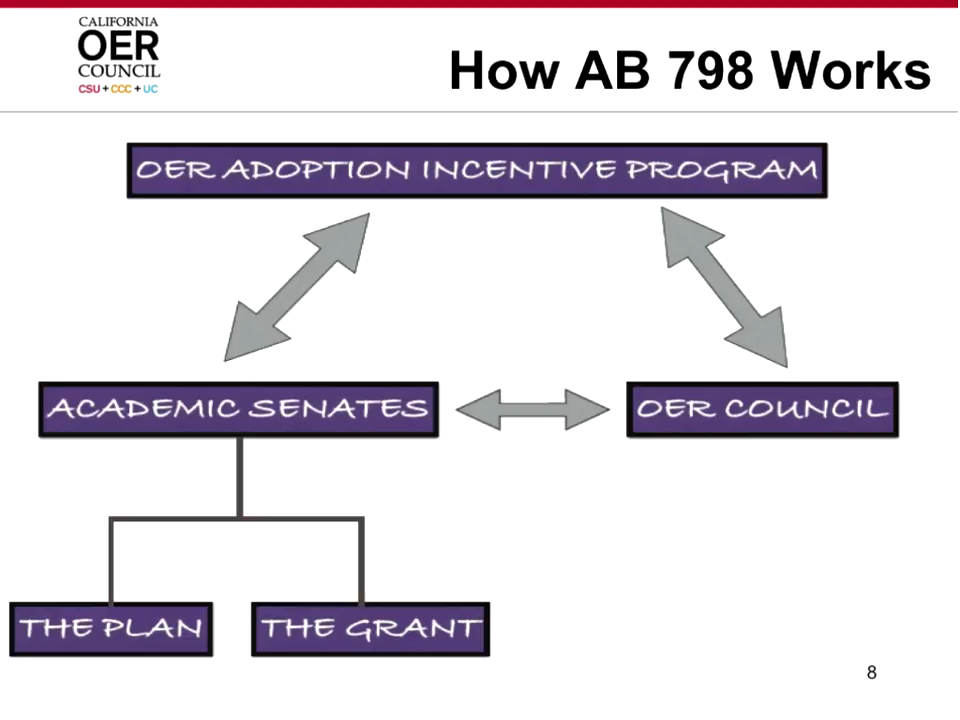 CALIFORNIA
OER
COUNCIL
CSU + CCC + UC
How AB 798 Works
OER ADOPTION INCENTIVE PROGRAM
ACADEMIC SENATES
OER COUNCIL
THE PLAN
THE GRANT
8